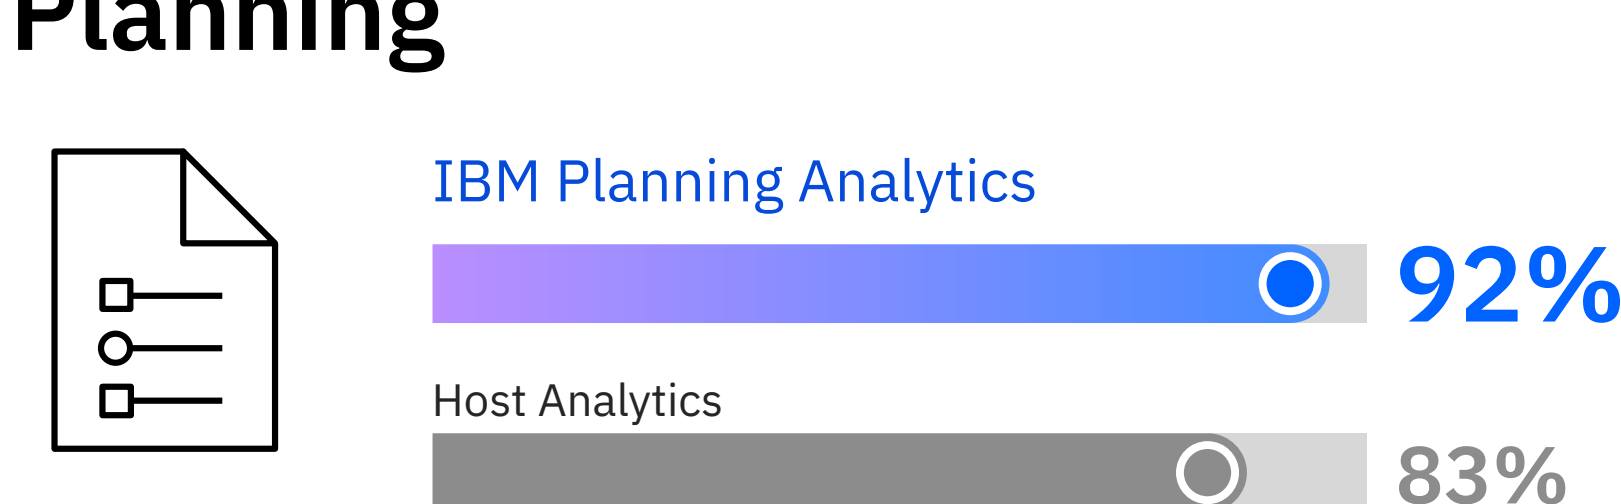 Planning
IBM Planning Analytics
92%
Host Analytics
83%